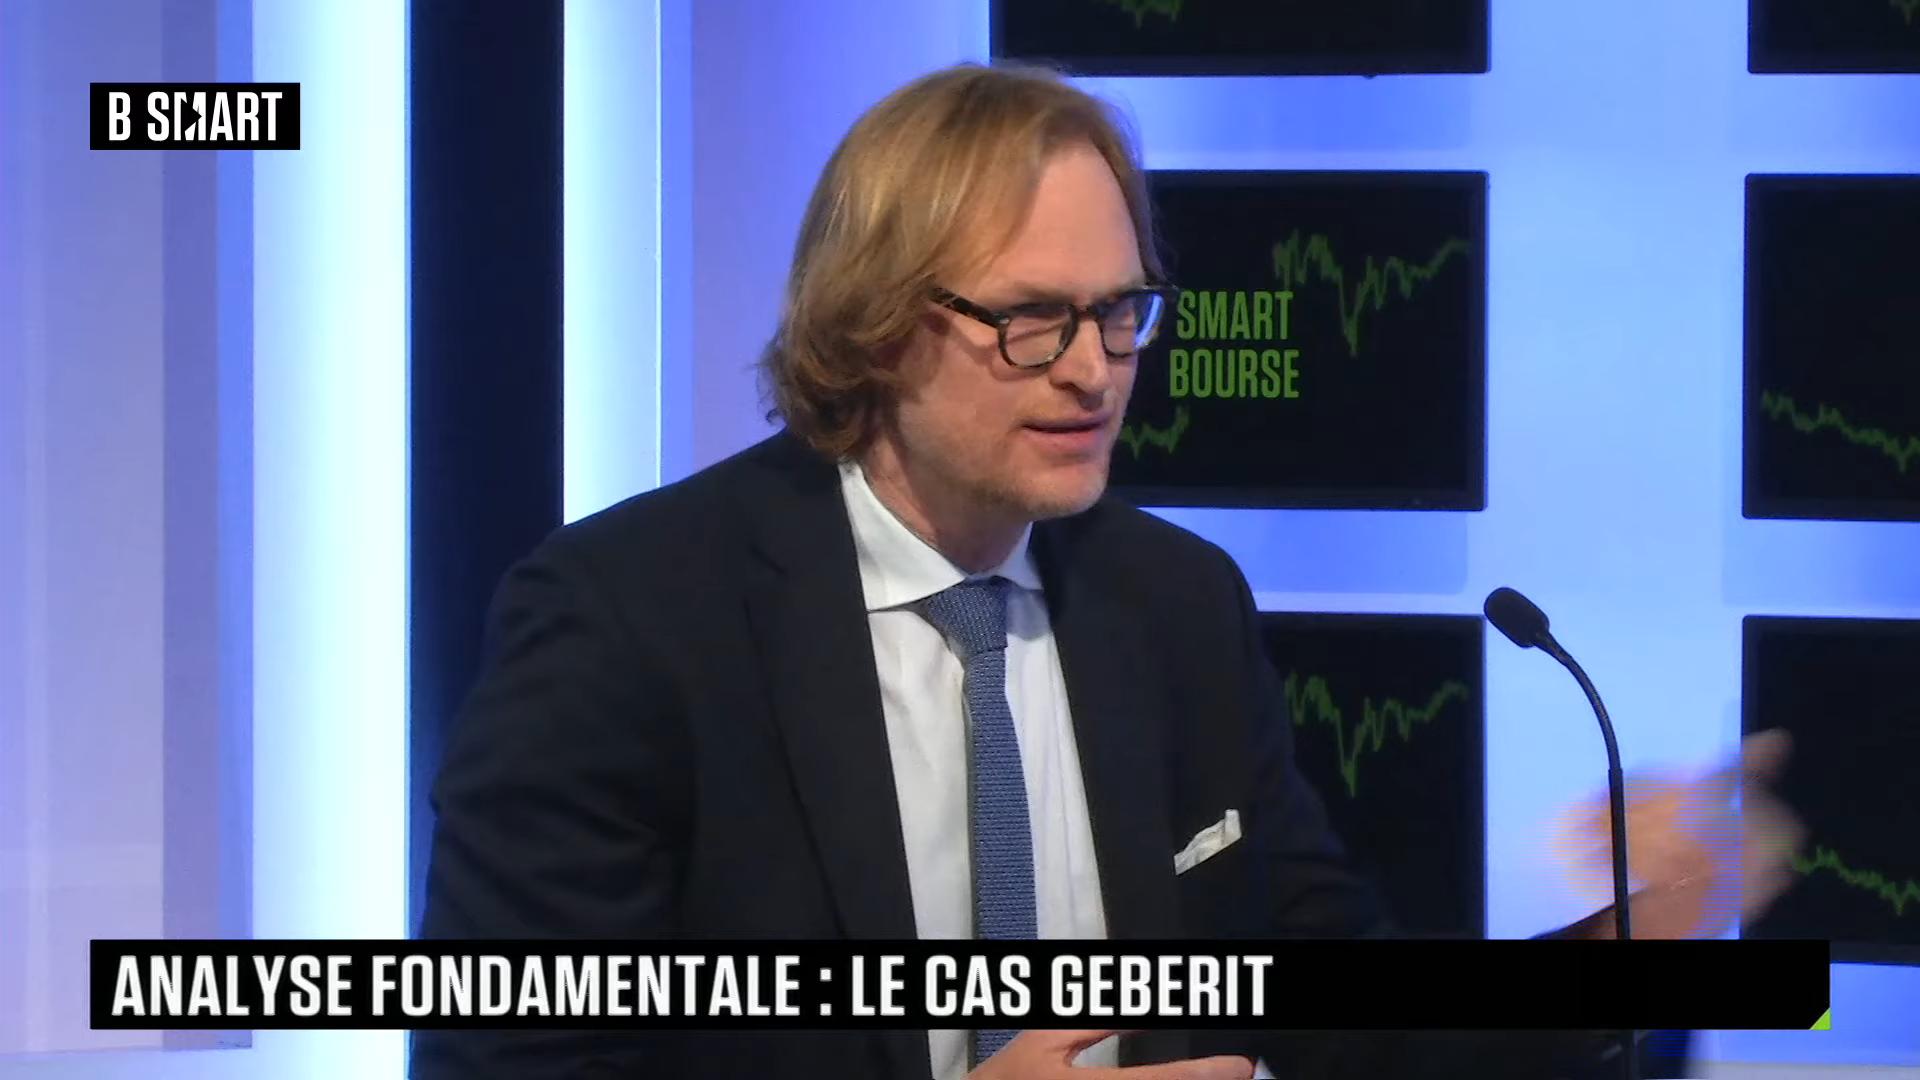 B SMART
SMART
BOURSE
ANALYSE FONDAMENTALE : LE CAS GEBERIT